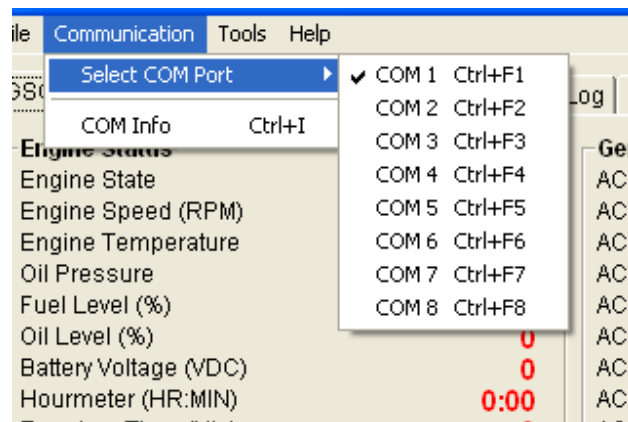 ile Communication Tools Help
Select COM Port
COM Info Ctrl+I
COM 1 Ctrl+F1
COM 2 Ctrl+F2
COM 3 Ctrl+F3
COM 4 Ctrl+F4
COM 5 Ctrl+F5
COM 6 Ctrl+F6
COM 7 Ctrl+F7
COM 8 Ctrl+F8
Log
Engine Status
Engine State
Engine Speed (RPM)
Engine Temperature
Oil Pressure
Fuel Level (%)
Oil Level (%) 0
Battery Voltage (VDC) 0
Hourmeter (HR:MIN) 0:00
Ge
AC
AC
AC
AC
AC
AC
AC
AC